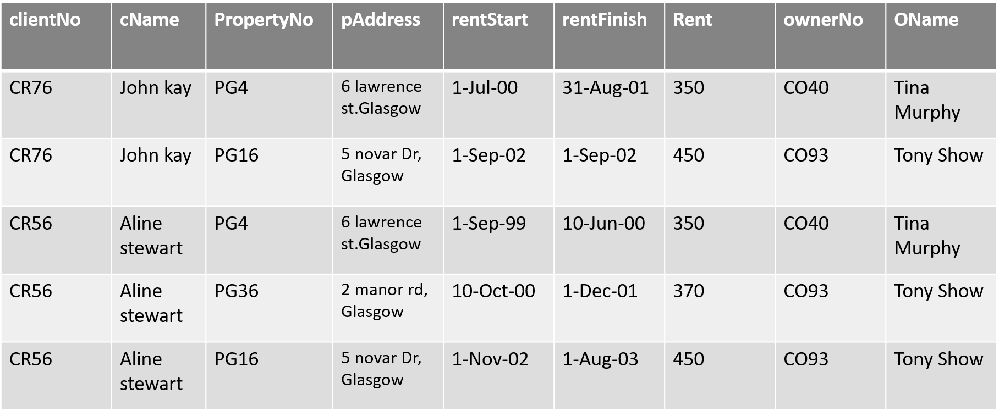 clientNo cName PropertyNo pAddress rentStart rentFinish Rent ownerNo OName
CR76 John kay PG4 6 lawrence 1-Jul-00 31-Aug-01 350 CO40 Tina
st.Glasgow Murphy
CR76 John kay PG16 5 novar Dr, 1-Sep-02 1-Sep-02 450 CO93 Tony Show
Glasgow
CR56 Aline PG4 6 lawrence 1-Sep-99 10-Jun-00 350 CO40 Tina
stewart st.Glasgow Murphy
CR56 Aline PG36 2 manor rd, 10-Oct-00 1-Dec-01 370 CO93 Tony Show
stewart Glasgow
CR56 Aline PG16 5 novar Dr, 1-Nov-02 1-Aug-03 450 CO93 Tony Show
stewart Glasgow